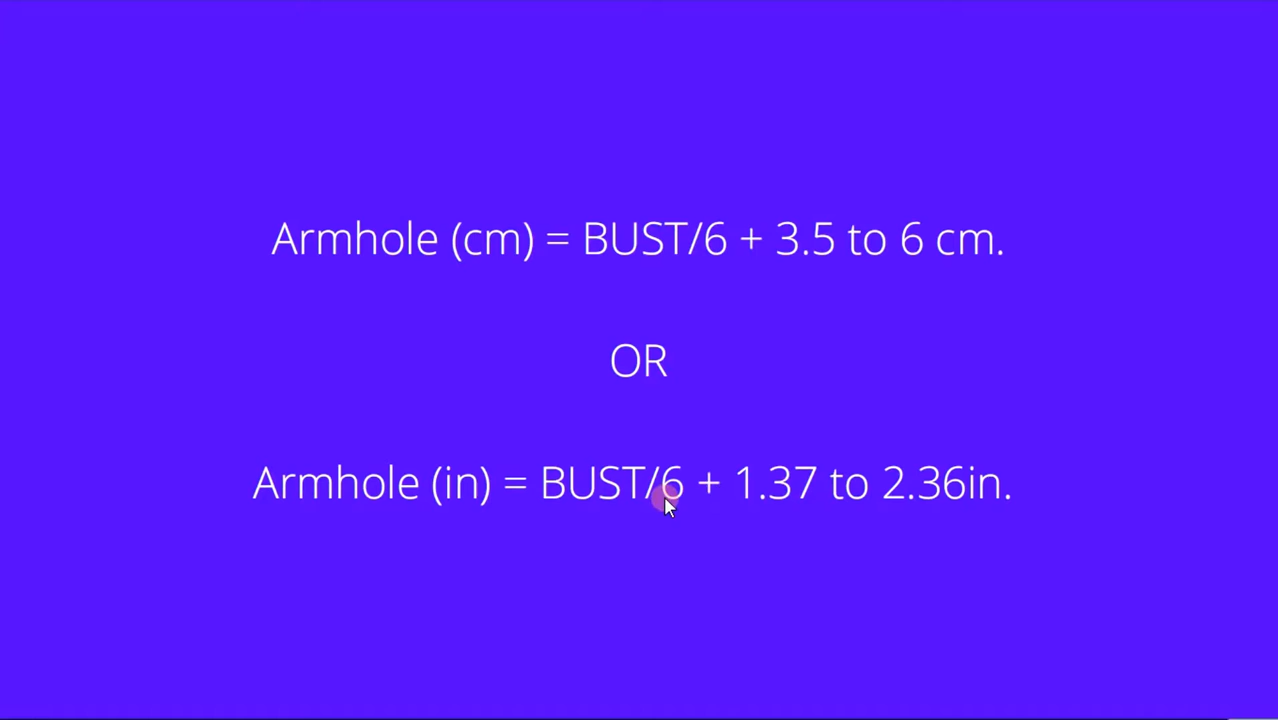 Armhole (cm) = BUST/6 + 3.5 to 6 cm.
OR
Armhole (in) = BUST/6 + 1.37 to 2.36in.